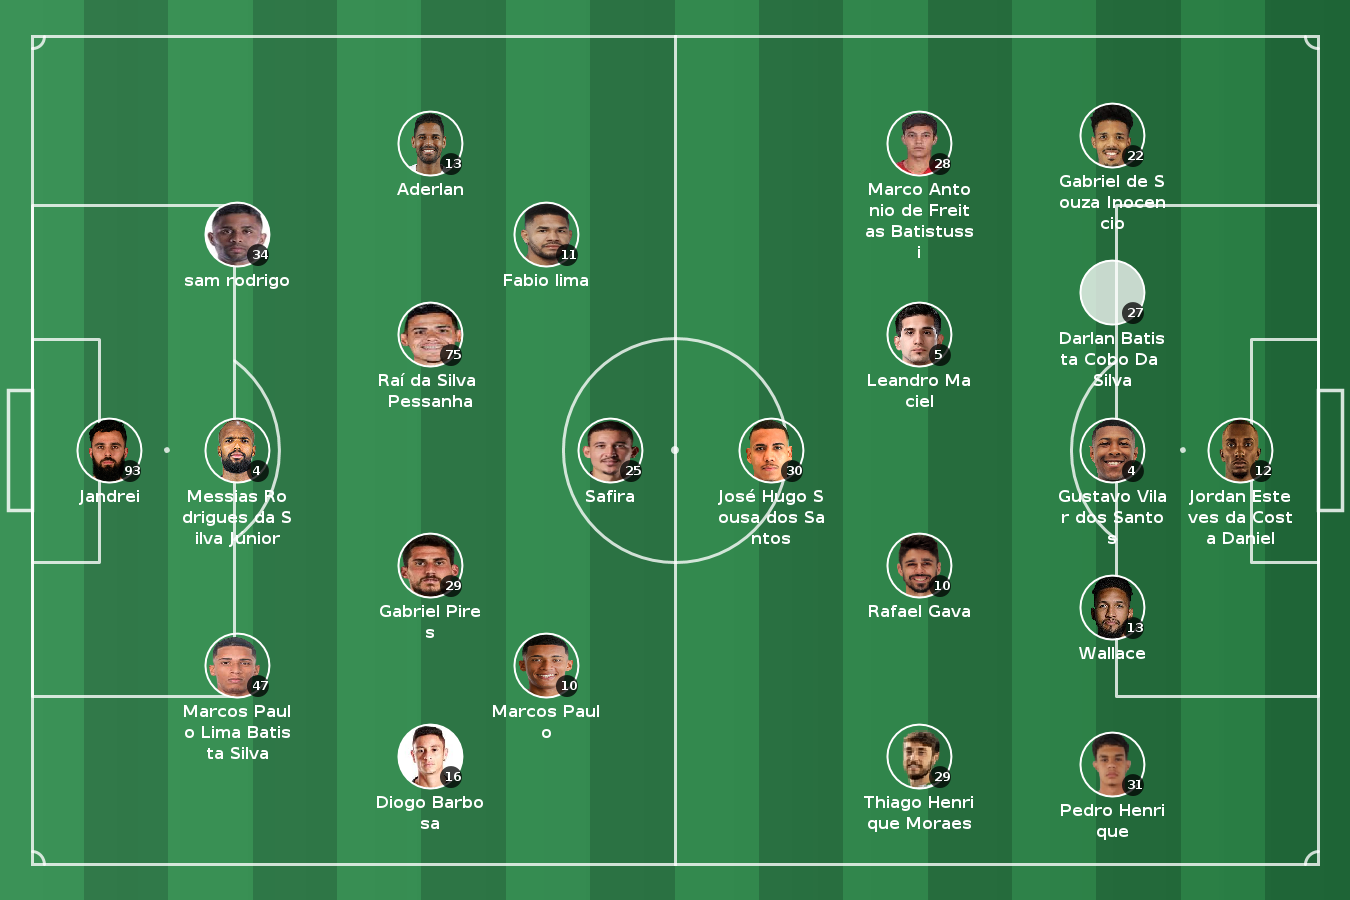 13
Aderlan
34
sam rodrigo
11
Fabio lima
75
Raí da Silva
Pessanha
93
Jandrei
4
Messias Ro
drigues da S
ilva Júnior
25
Safira
29
Gabriel Pire
s
47
Marcos Paul
o Lima Batis
ta Silva
10
Marcos Paul
o
16
Diogo Barbo
sa
28
Marco Anto
nio de Freit
as Batistuss
i
22
Gabriel de S
ouza Inocen
cio
27
Darlan Batis
ta Cobo Da
Silva
5
Leandro Ma
ciel
30
José Hugo S
ousa dos Sa
ntos
4
Gustavo Vila
r dos Santo
s
12
Jordan Este
ves da Cost
a Daniel
10
Rafael Gava
13
Wallace
29
Thiago Henri
que Moraes
31
Pedro Henri
que